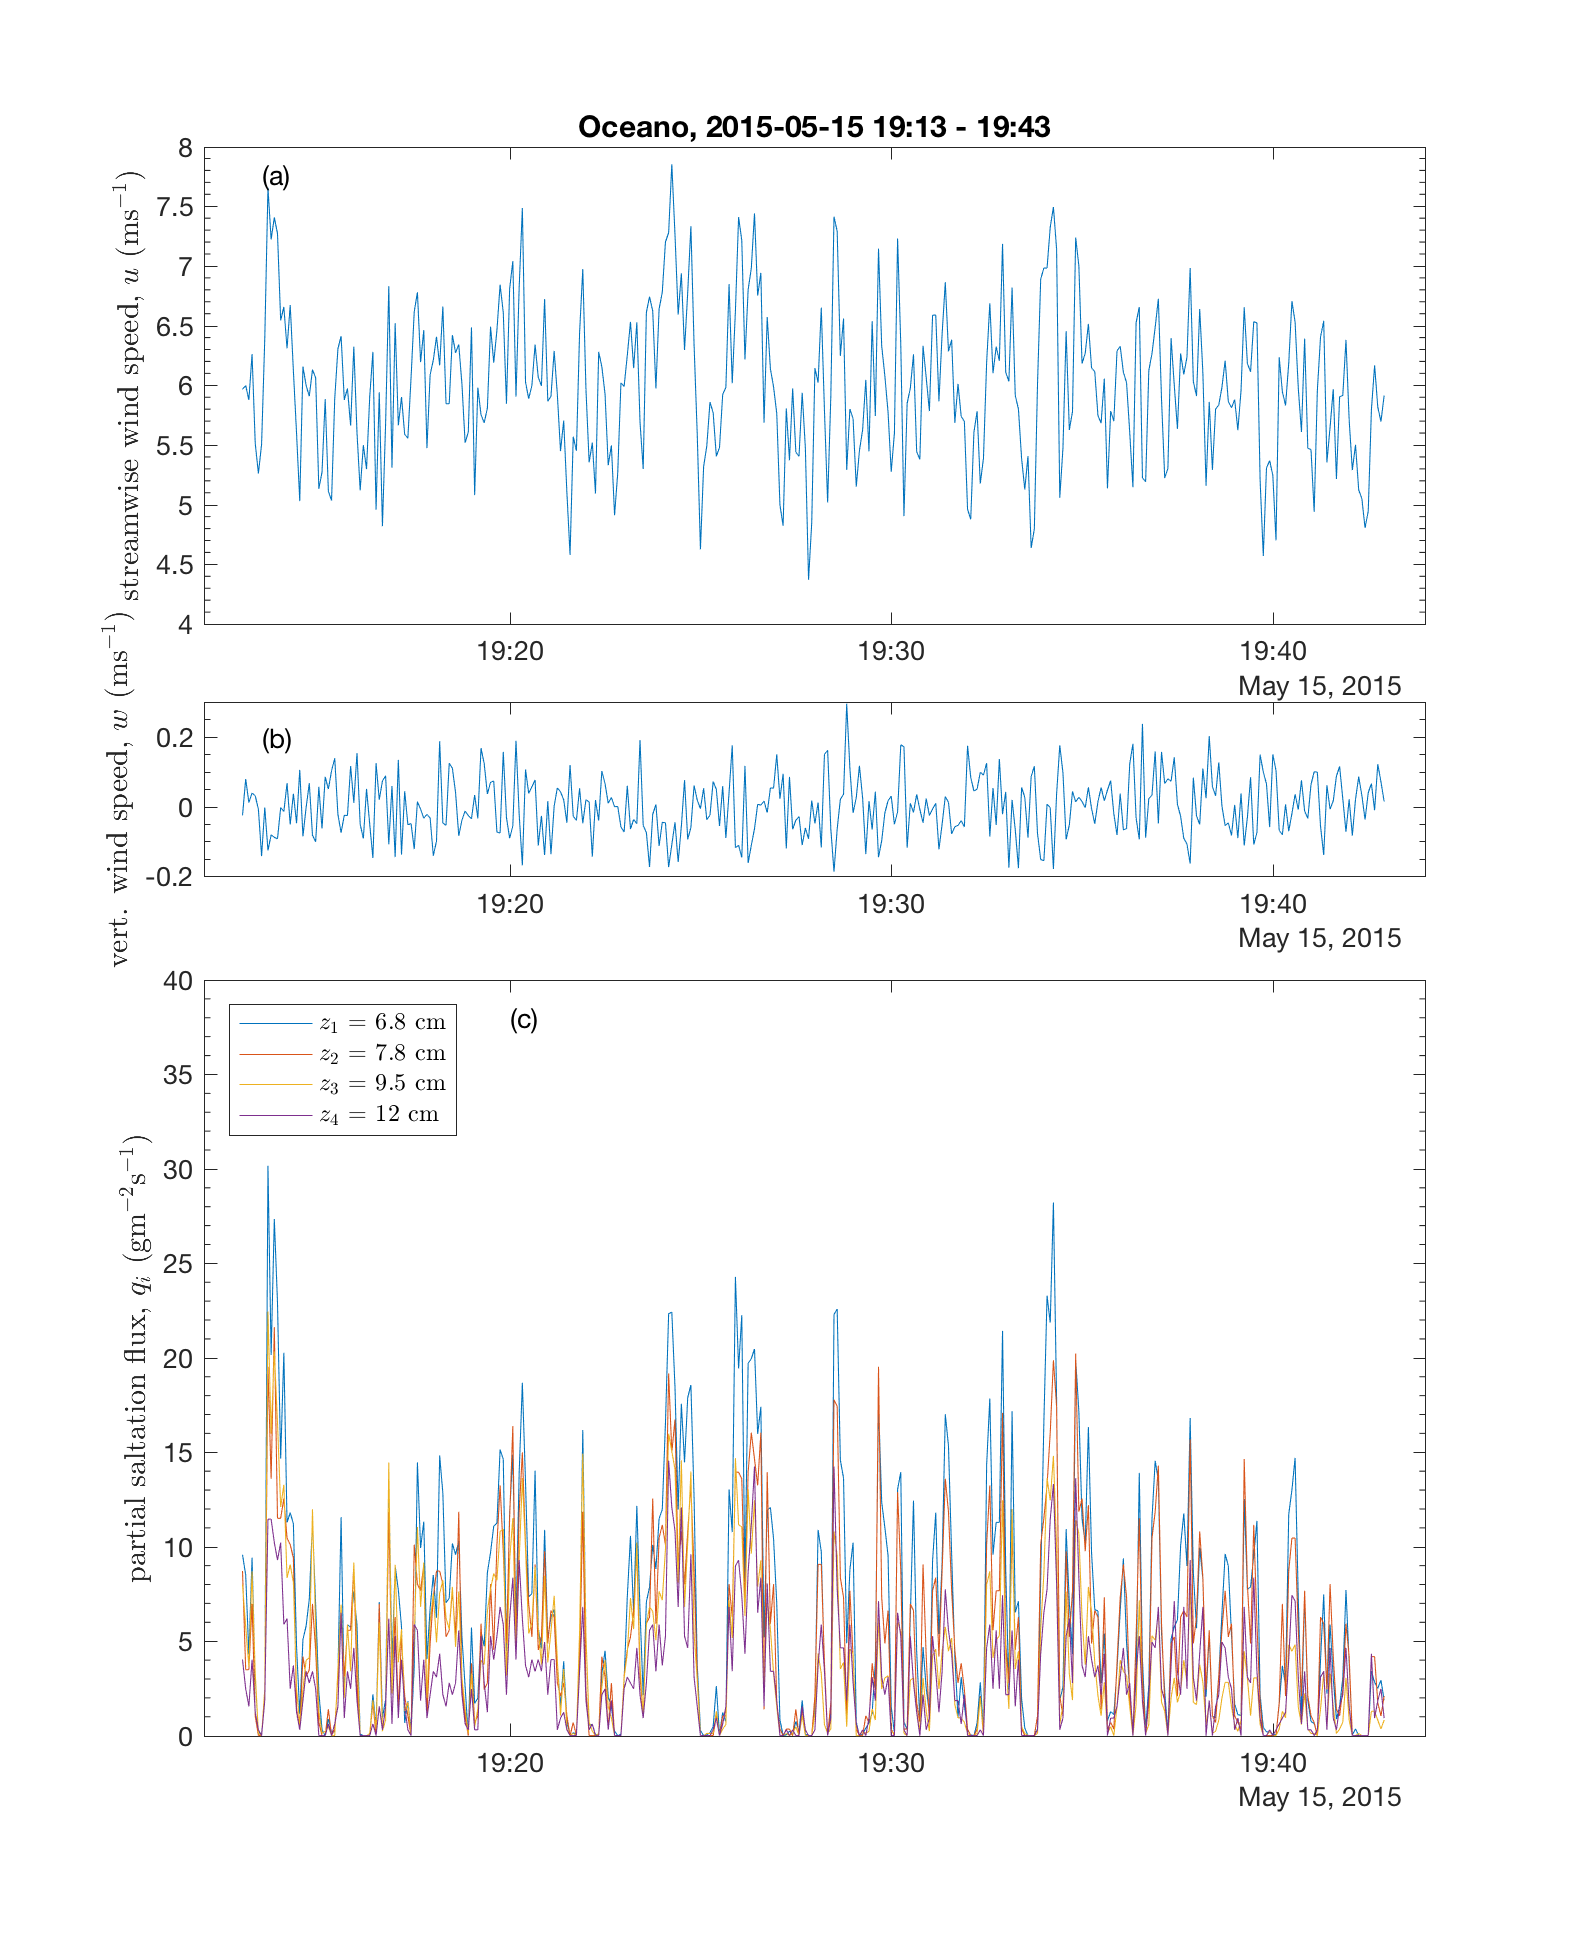 Oceano, 2015-05-15 19:13 - 19:43
(a)
streamwise wind speed, u (ms⁻¹)
8
7.5
7
6.5
6
5.5
5
4.5
4
19:20 19:30 19:40
May 15, 2015
(b)
vert. wind speed, w (ms⁻¹)
0.2
0
-0.2
19:20 19:30 19:40
May 15, 2015
(c)
partial saltation flux, qᵢ (gm⁻²s⁻¹)
40
35
30
25
20
15
10
5
0
z₁ = 6.8 cm
z₂ = 7.8 cm
z₃ = 9.5 cm
z₄ = 12 cm
19:20 19:30 19:40
May 15, 2015